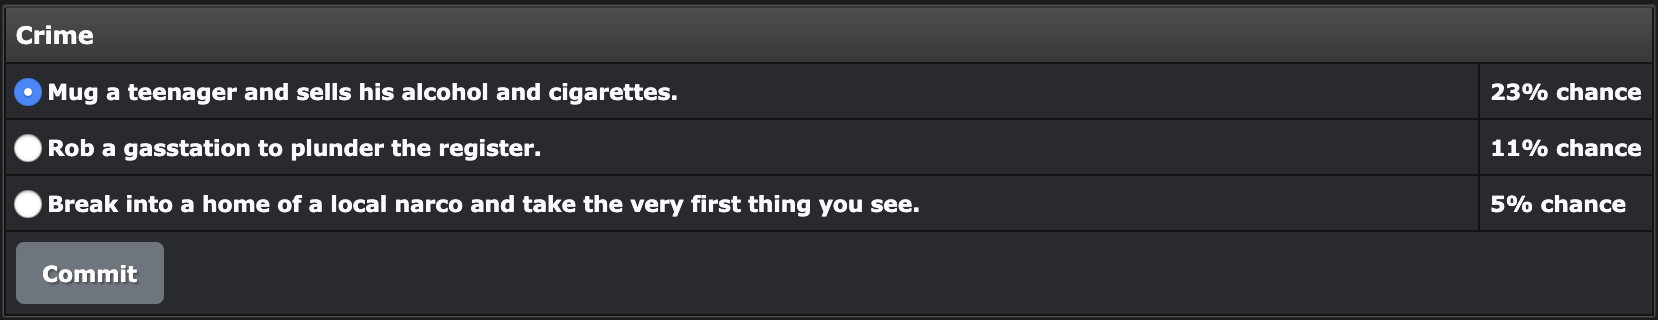 Crime
Mug a teenager and sells his alcohol and cigarettes. 23% chance
Rob a gasstation to plunder the register. 11% chance
Break into a home of a local narco and take the very first thing you see. 5% chance
Commit